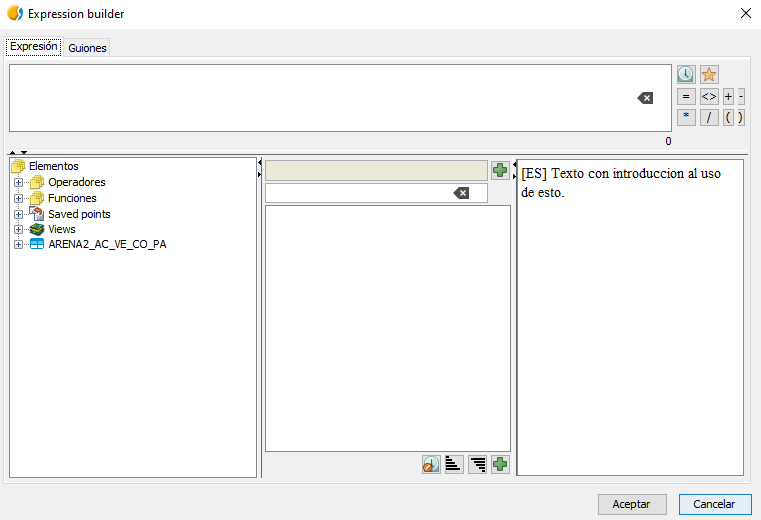 Expression builder
Expresión
Guiones
= <> + -
* / ( )
0
Elementos
Operadores
Funciones
Saved points
Views
ARENA2_AC_VE_CO_PA
[ES] Texto con introduccion al uso
de esto.
Aceptar
Cancelar